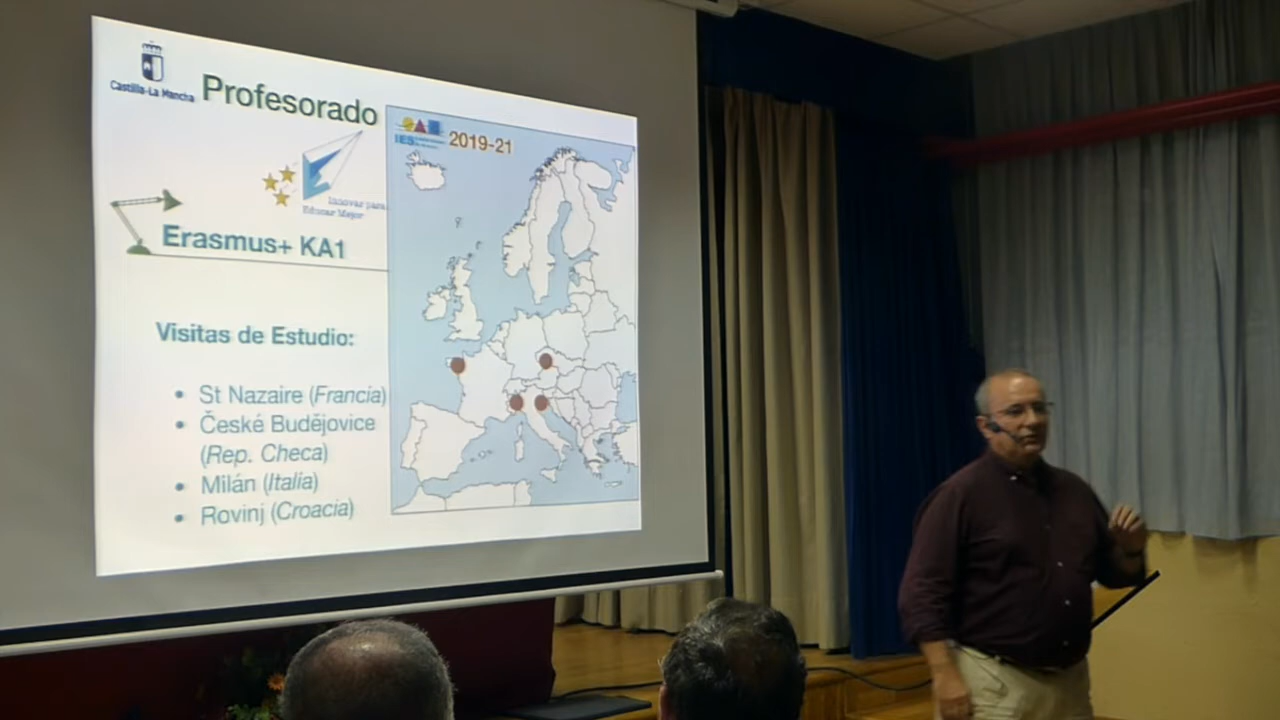 Castilla-La Mancha
Profesorado
IES
2019-21
Innovar para
Educar Mejor
Erasmus+ KA1
Visitas de Estudio:
• St Nazaire (Francia)
• České Budějovice
(Rep. Checa)
• Milán (Italia)
• Rovinj (Croacia)